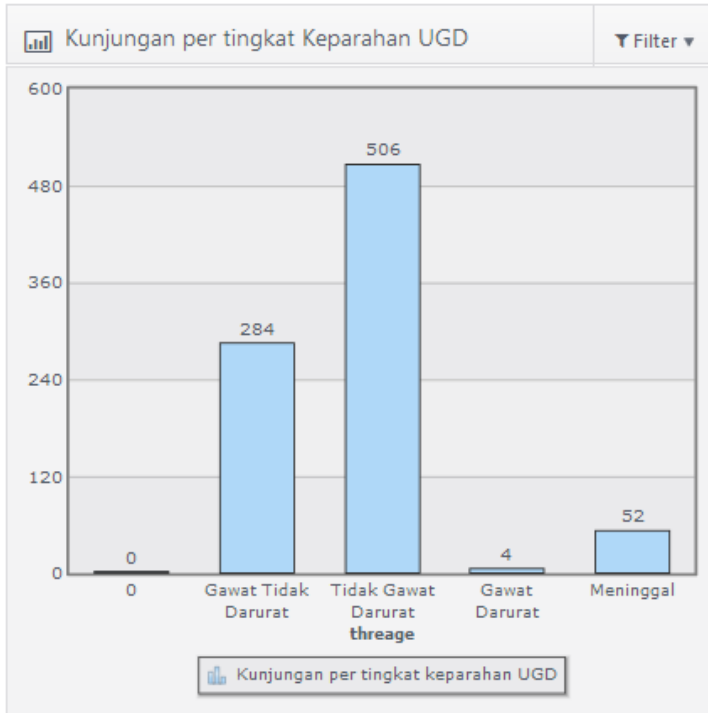 Kunjungan per tingkat Keparahan UGD
Filter
600
480
360
240
120
0
0
284
506
4
52
0
Gawat Tidak
Darurat
Tidak Gawat
Darurat
Gawat
Darurat
Meninggal
threage
Kunjungan per tingkat keparahan UGD